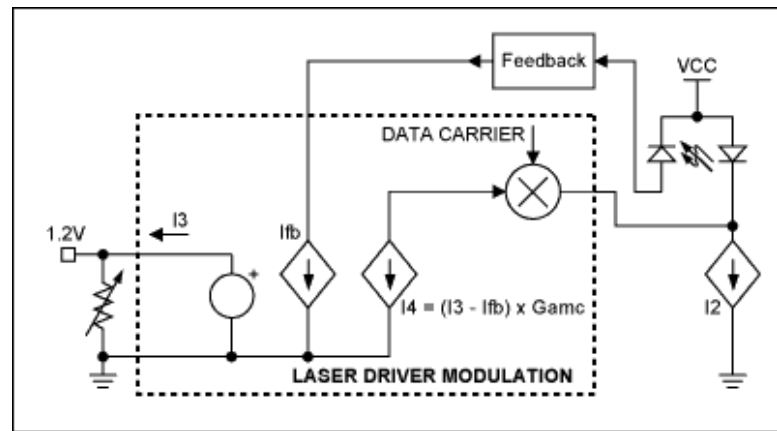 Feedback
VCC
DATA CARRIER
I3
1.2V
Ifb
+
I4 = (I3 - Ifb) x Gamc
I2
LASER DRIVER MODULATION